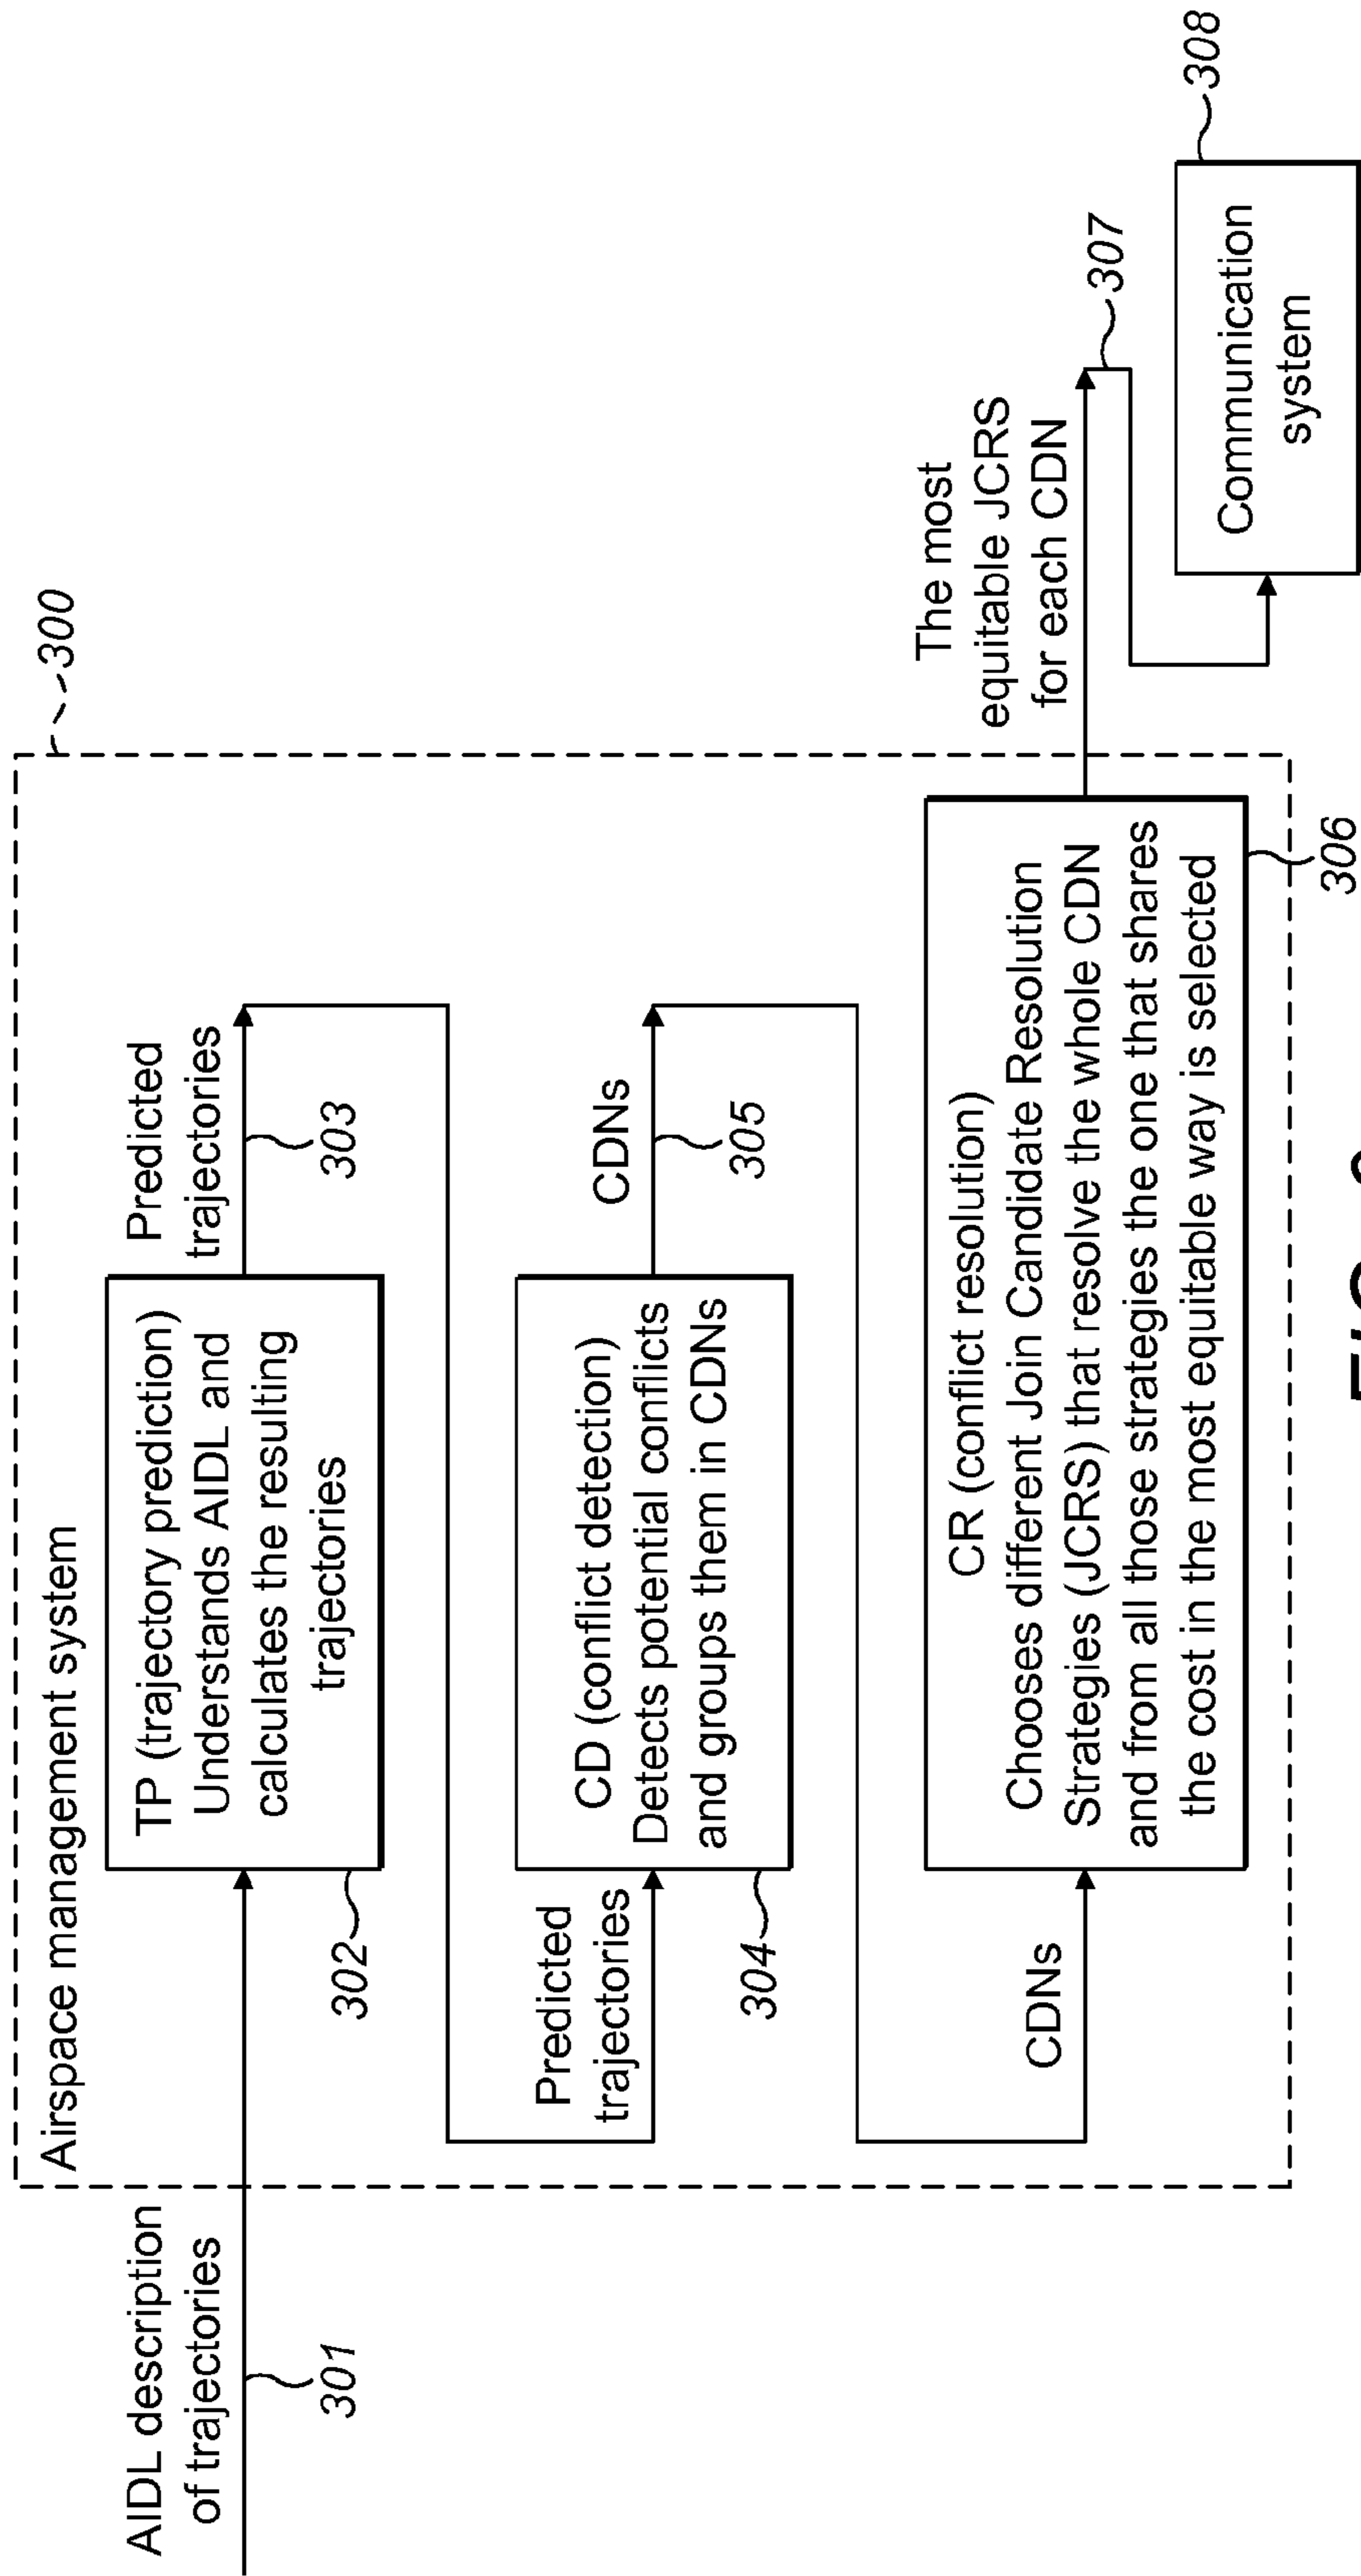 AIDL description
of trajectories
301
Airspace management system
300
TP (trajectory prediction)
Understands AIDL and
calculates the resulting
trajectories
302
Predicted
trajectories
303
Predicted
trajectories
CD (conflict detection)
Detects potential conflicts
and groups them in CDNs
304
CDNs
305
CDNs
CR (conflict resolution)
Chooses different Join Candidate Resolution
Strategies (JCRS) that resolve the whole CDN
and from all those strategies the one that shares
the cost in the most equitable way is selected
306
The most
equitable JCRS
for each CDN
307
Communication
system
308